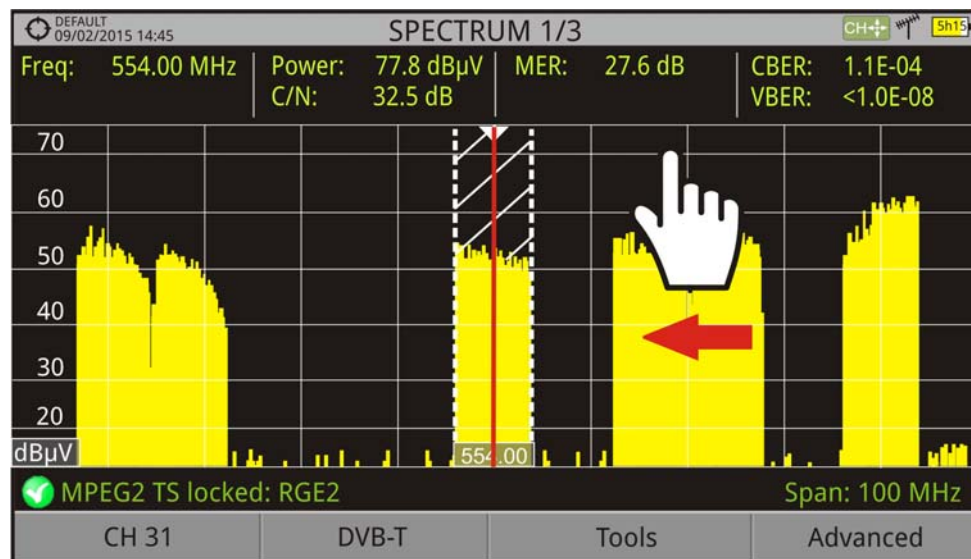 DEFAULT
09/02/2015 14:45
SPECTRUM 1/3
CH
5h15
Freq: 554.00 MHz
Power: 77.8 dBµV
MER: 27.6 dB
CBER: 1.1E-04
C/N: 32.5 dB
VBER: <1.0E-08
70
60
50
40
30
20
dBµV
554.00
MPEG2 TS locked: RGE2
Span: 100 MHz
CH 31
DVB-T
Tools
Advanced